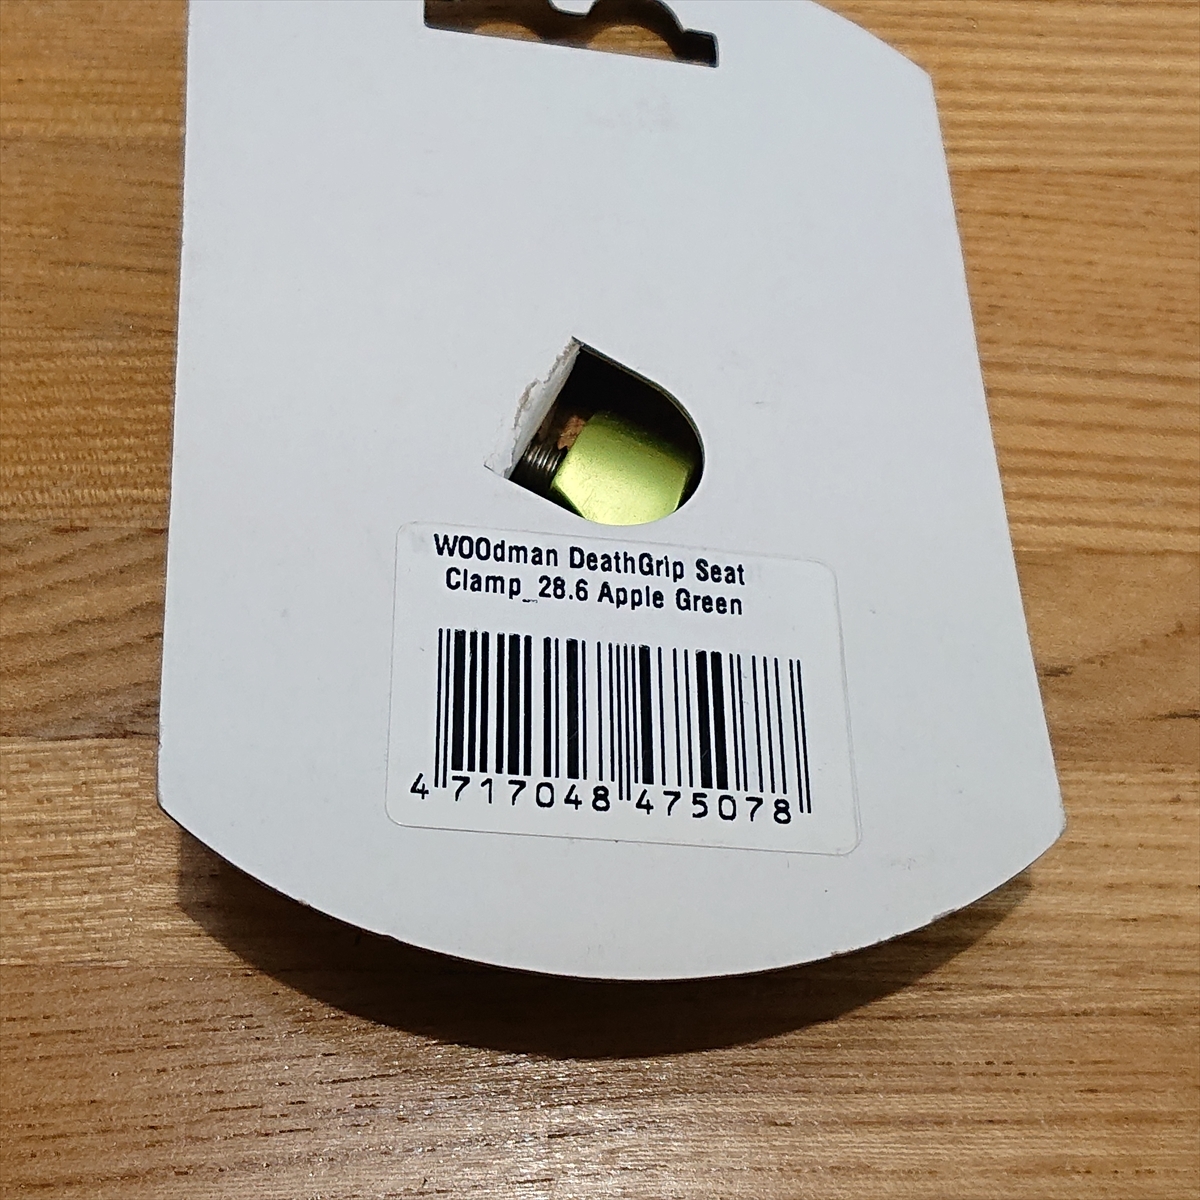 WOOdman DeathGrip Seat
Clamp_28.6 Apple Green
4 717048 475078